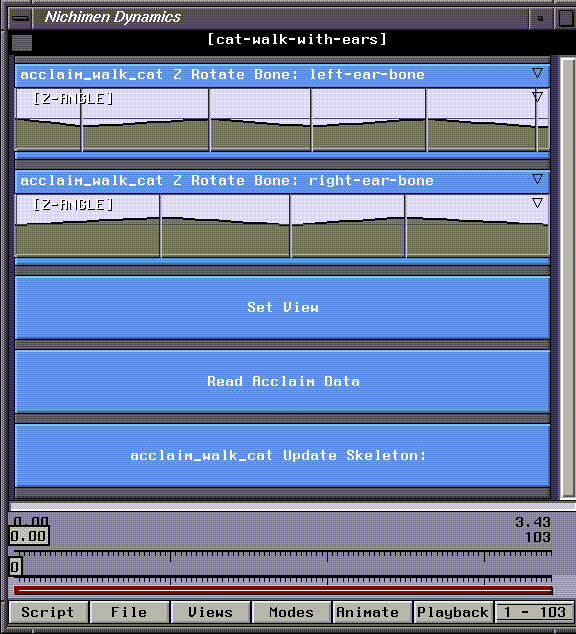 Nichimen Dynamics
[cat-walk-with-ears]
acclaim_walk_cat Z Rotate Bone: left-ear-bone
[Z-ANGLE]
acclaim_walk_cat Z Rotate Bone: right-ear-bone
[Z-ANGLE]
Set View
Read Acclaim Data
acclaim_walk_cat Update Skeleton:
0.00 3.43
0.00 103
0
Script File Views Modes Animate Playback 1 - 103